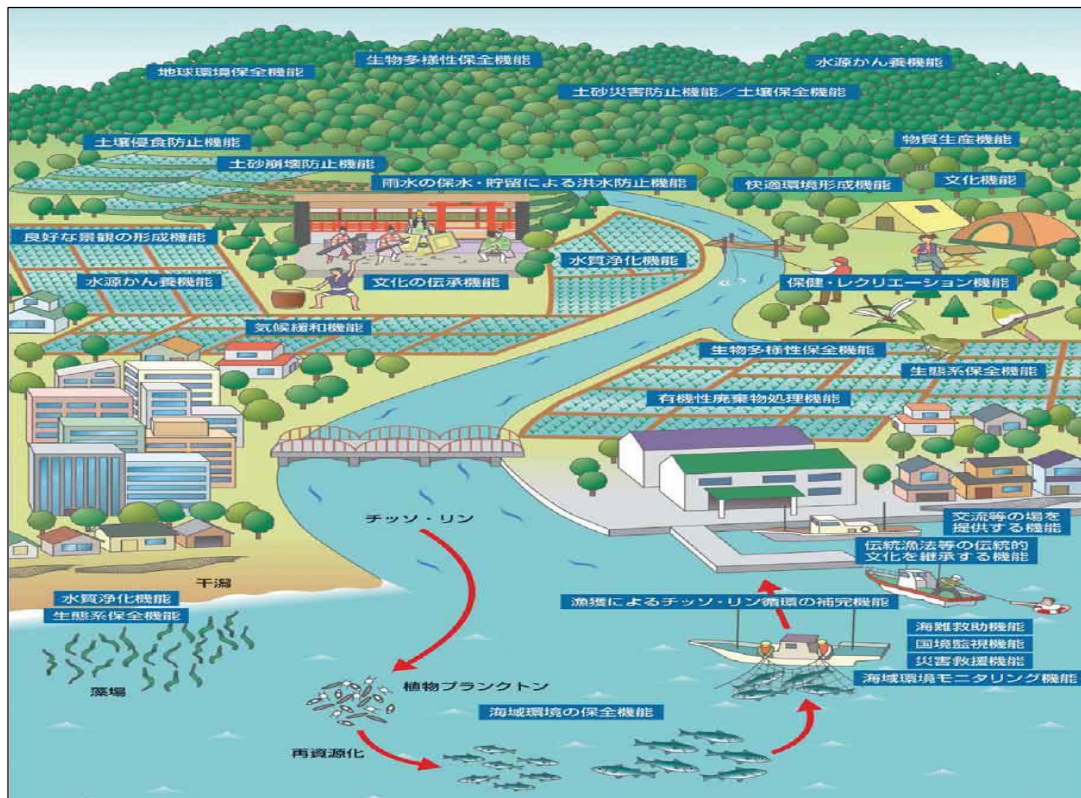 生物多様性保全機能
水源かん養機能
地球環境保全機能
土砂災害防止機能／土壌保全機能
土壌侵食防止機能
物質生産機能
土砂崩壊防止機能
雨水の保水・貯留による洪水防止機能
快適環境形成機能
文化機能
良好な景観の形成機能
水質浄化機能
水源かん養機能
文化の伝承機能
保健・レクリエーション機能
気候緩和機能
生物多様性保全機能
生態系保全機能
有機性廃棄物処理機能
チッソ・リン
交流等の場を
提供する機能
伝統漁法等の伝統的
文化を継承する機能
干潟
水質浄化機能
生態系保全機能
漁獲によるチッソ・リン循環の補完機能
海難救助機能
国境監視機能
災害救援機能
海域環境モニタリング機能
藻場
植物プランクトン
海域環境の保全機能
再資源化